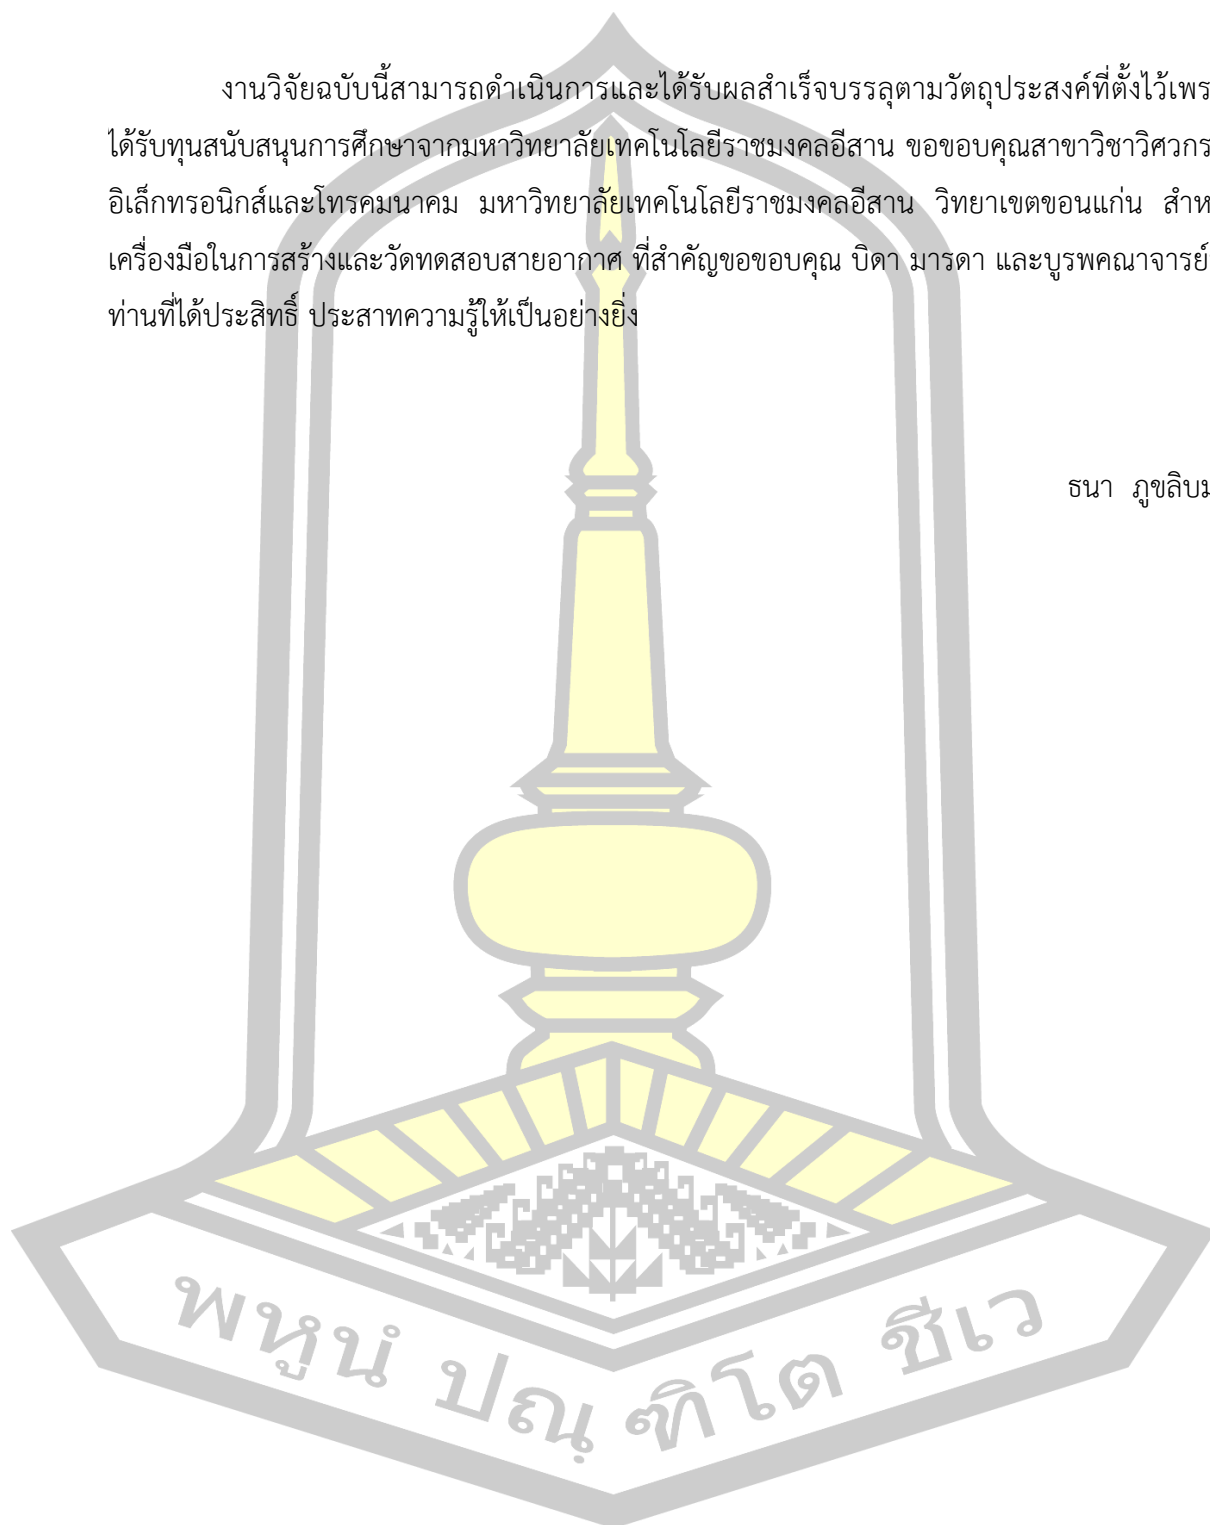 งานวิจัยฉบับนี้สามารถดำเนินการและได้รับผลสำเร็จบรรลุตามวัตถุประสงค์ที่ตั้งไว้เพร
ได้รับทุนสนับสนุนการศึกษาจากมหาวิทยาลัยเทคโนโลยีราชมงคลอีสาน ขอขอบคุณสาขาวิชาวิศวกร
อิเล็กทรอนิกส์และโทรคมนาคม มหาวิทยาลัยเทคโนโลยีราชมงคลอีสาน วิทยาเขตขอนแก่น สำห
เครื่องมือในการสร้างและวัดทดสอบสายอากาศ ที่สำคัญขอขอบคุณ บิดา มารดา และบูรพคณาจารย์
ท่านที่ได้ประสิทธิ์ ประสาทความรู้ให้เป็นอย่างยิ่ง
ธนา ภูขลิบม
พหูนํ ปณฺฑิโต ชีเว